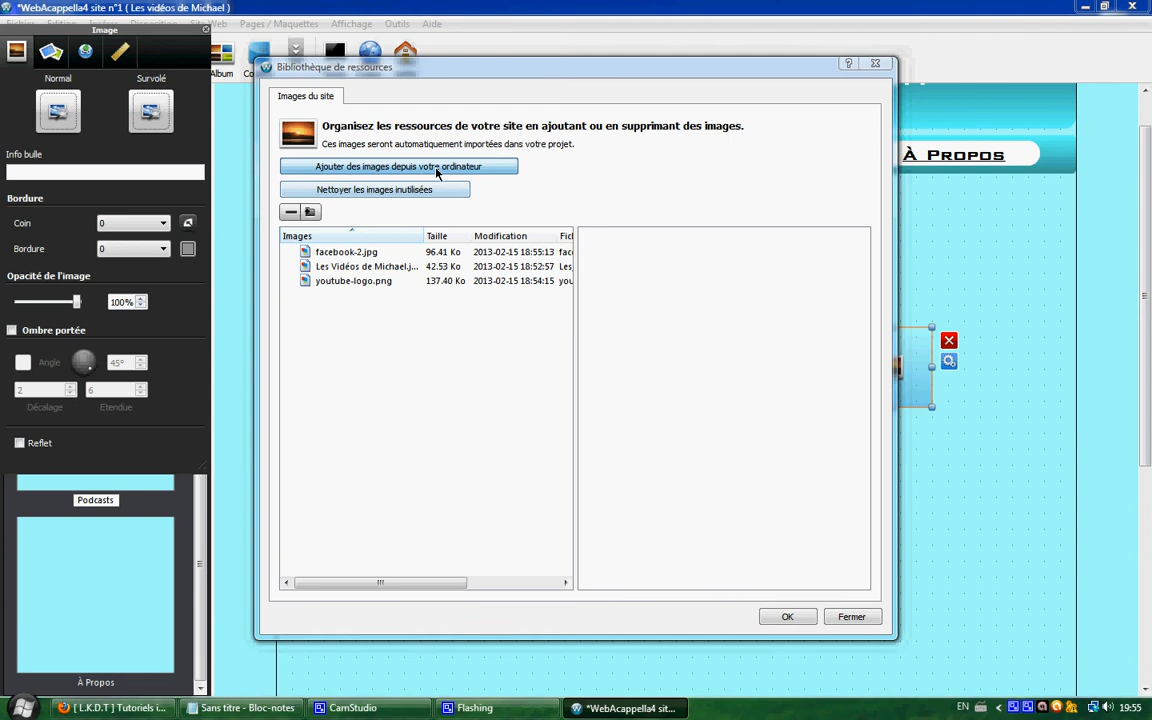 *WebAcappella4 site n°1 ( Les vidéos de Michael )
Pages / Maquettes Affichage Outils Aide
Image
Album
Normal Survolé
Info bulle
Bordure
Coin 0
Bordure 0
Opacité de l'image
100%
Ombre portée
Angle 45°
2 6
Décalage Etendue
Reflet
Podcasts
À Propos
Bibliothèque de ressources
Images du site
Organisez les ressources de votre site en ajoutant ou en supprimant des images.
Ces images seront automatiquement importées dans votre projet.
Ajouter des images depuis votre ordinateur
Nettoyer les images inutilisées
Images Taille Modification Fich
facebook-2.jpg 96.41 Ko 2013-02-15 18:55:13 face
Les Vidéos de Michael.j... 42.53 Ko 2013-02-15 18:52:57 Les
youtube-logo.png 137.40 Ko 2013-02-15 18:54:15 you
OK Fermer
À Propos
[ L.K.D.T ] Tutoriels i... Sans titre - Bloc-notes CamStudio Flashing *WebAcappella4 sit... EN 19:55